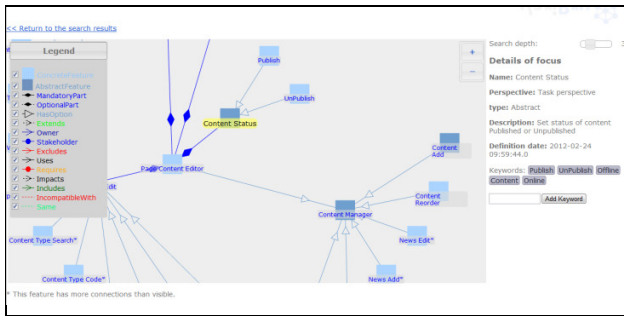 << Return to the search results
Legend
ConcreteFeature
AbstractFeature
MandatoryPart
OptionalPart
HasOption
Extends
Owner
Stakeholder
Excludes
Uses
Requires
Impacts
Includes
IncompatibleWith
Same
Publish
UnPublish
Content Status
Content Editor
Content
Add
Content
Reorder
Content Manager
Content Type Search*
News Edit*
Content Type Code*
News Add*
* This feature has more connections than visible.
+
−
Search depth: 3
Details of focus
Name: Content Status
Perspective: Task perspective
type: Abstract
Description: Set status of content
Published or Unpublished
Definition date: 2012-02-24
09:59:44.0
Keywords: Publish UnPublish Offline
Content Online
Add Keyword